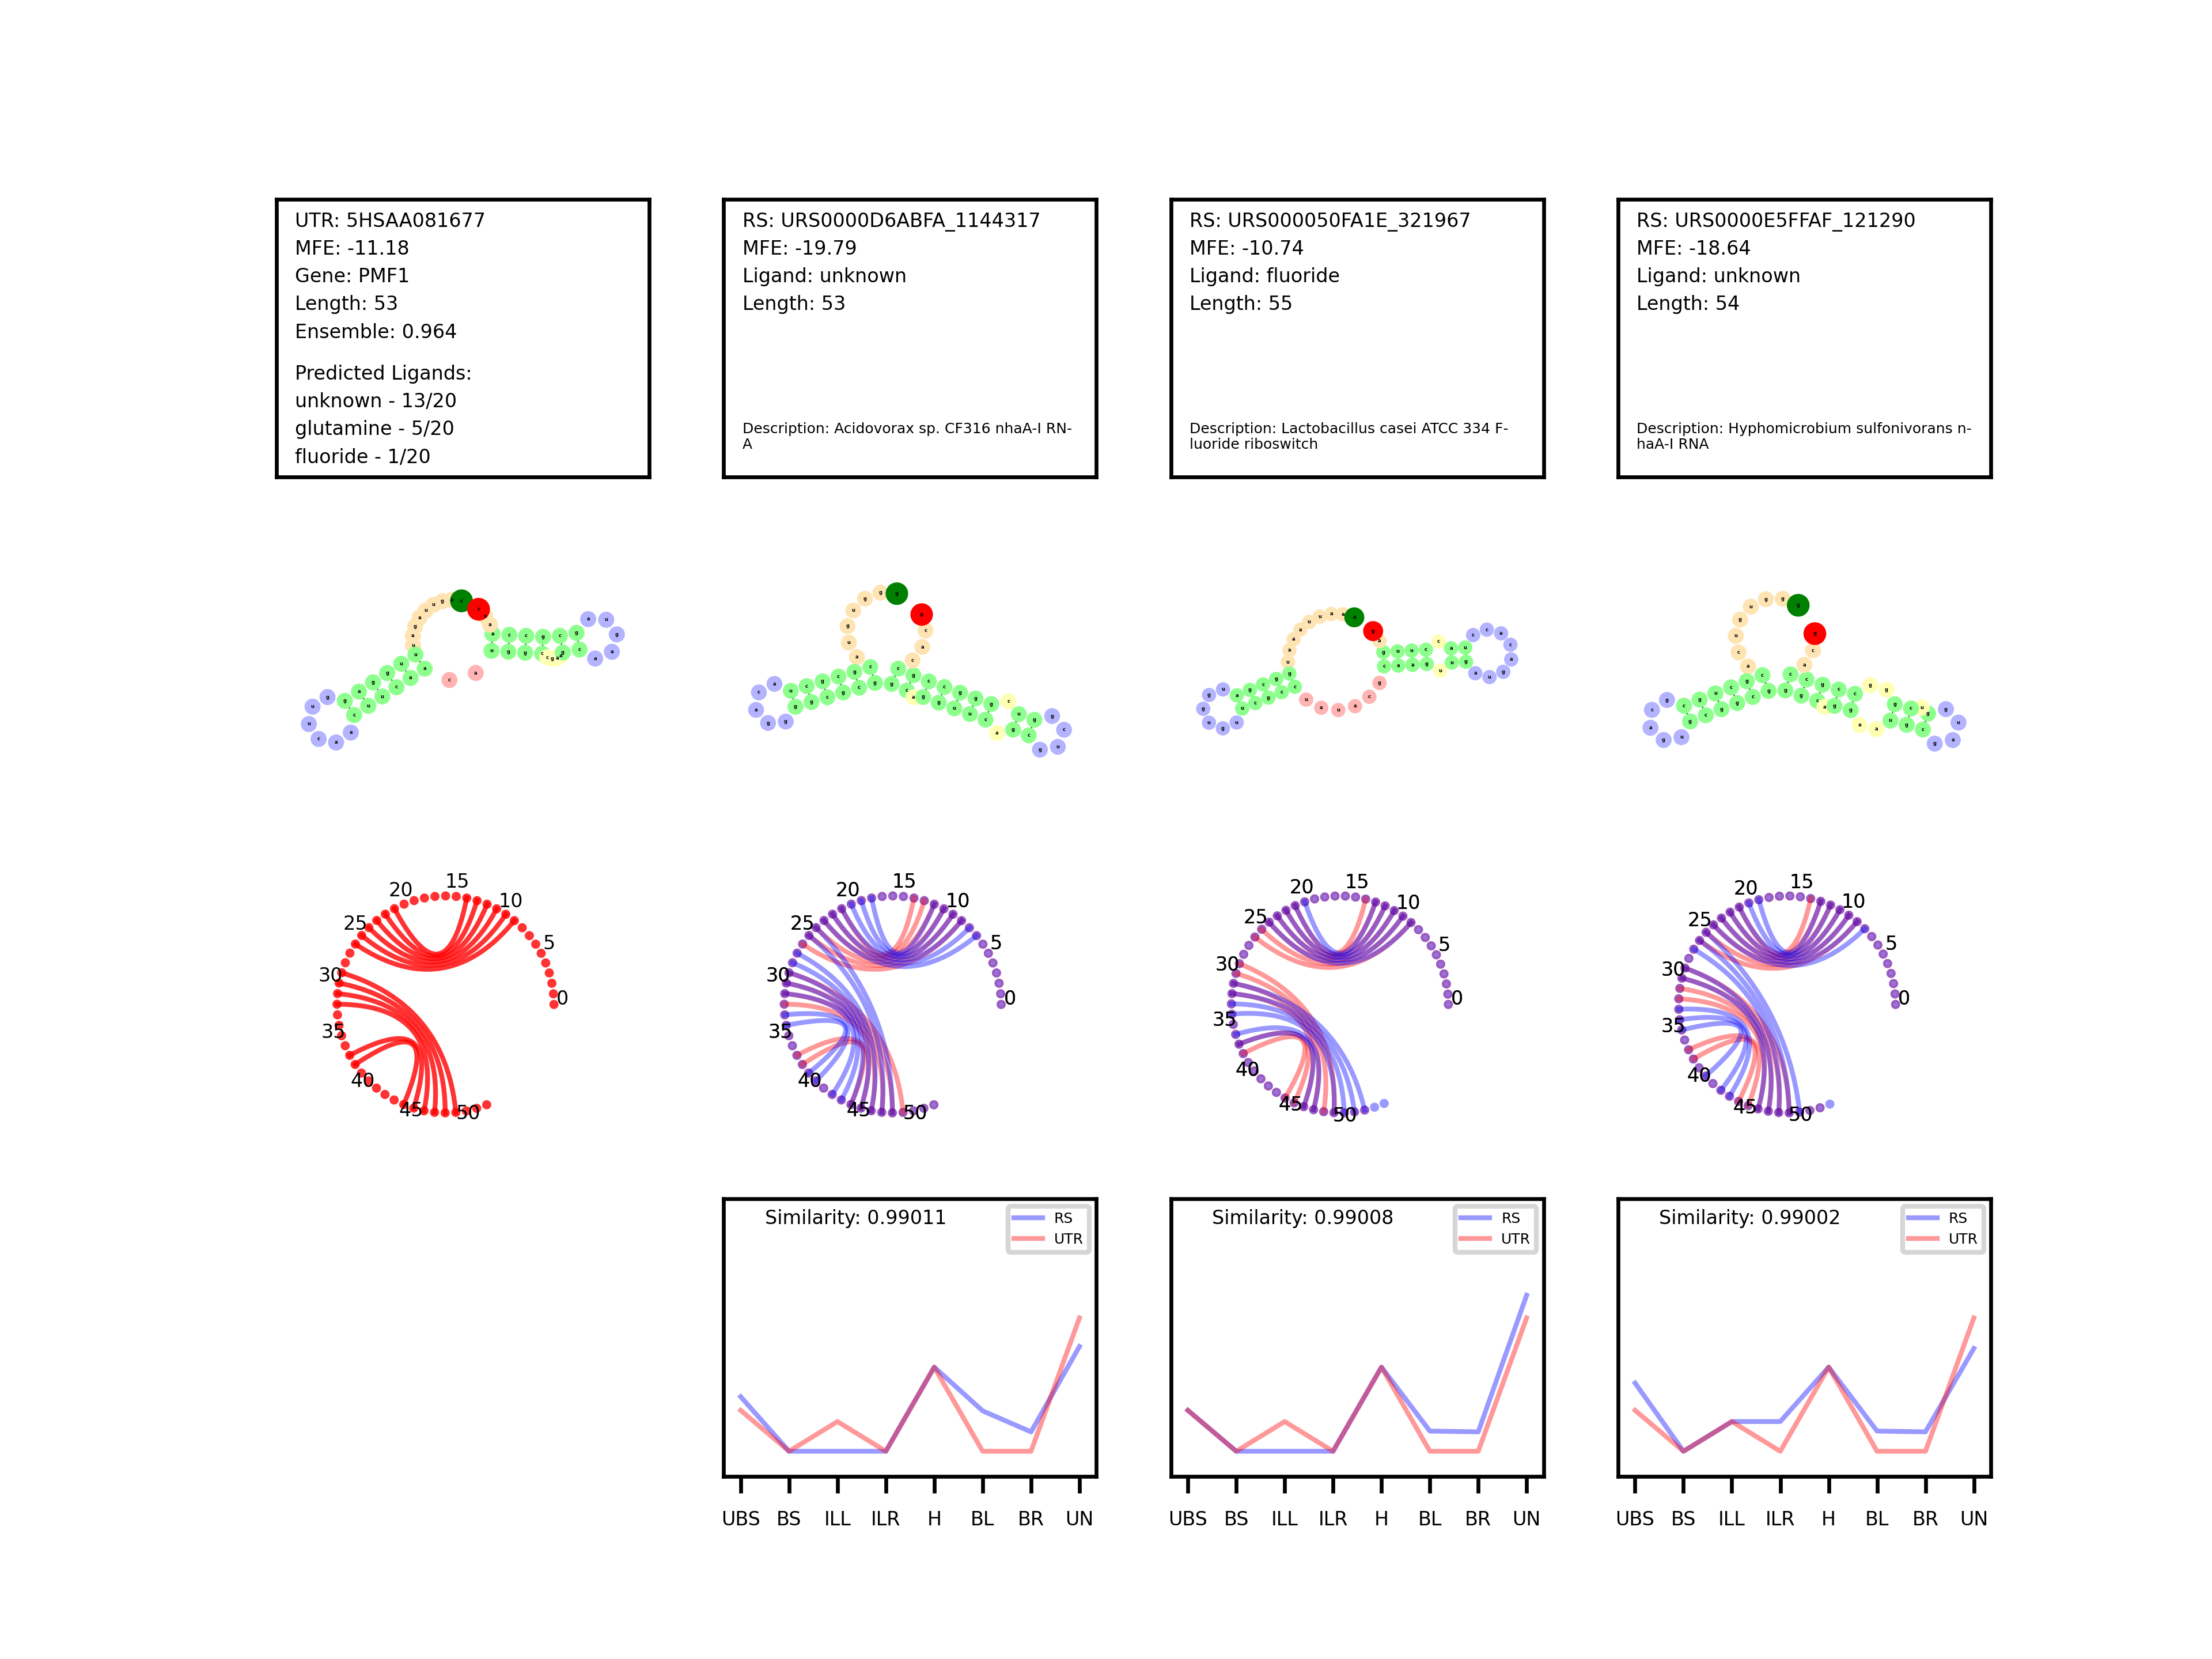 UTR: 5HSAA081677
MFE: -11.18
Gene: PMF1
Length: 53
Ensemble: 0.964
Predicted Ligands:
unknown - 13/20
glutamine - 5/20
fluoride - 1/20
RS: URS0000D6ABFA_1144317
MFE: -19.79
Ligand: unknown
Length: 53
Description: Acidovorax sp. CF316 nhaA-I RN-
A
RS: URS000050FA1E_321967
MFE: -10.74
Ligand: fluoride
Length: 55
Description: Lactobacillus casei ATCC 334 F-
luoride riboswitch
RS: URS0000E5FFAF_121290
MFE: -18.64
Ligand: unknown
Length: 54
Description: Hyphomicrobium sulfonivorans n-
haA-I RNA
0
5
10
15
20
25
30
35
40
45
50
0
5
10
15
20
25
30
35
40
45
50
0
5
10
15
20
25
30
35
40
45
50
0
5
10
15
20
25
30
35
40
45
50
Similarity: 0.99011
RS
UTR
UBS BS ILL ILR H BL BR UN
Similarity: 0.99008
RS
UTR
UBS BS ILL ILR H BL BR UN
Similarity: 0.99002
RS
UTR
UBS BS ILL ILR H BL BR UN